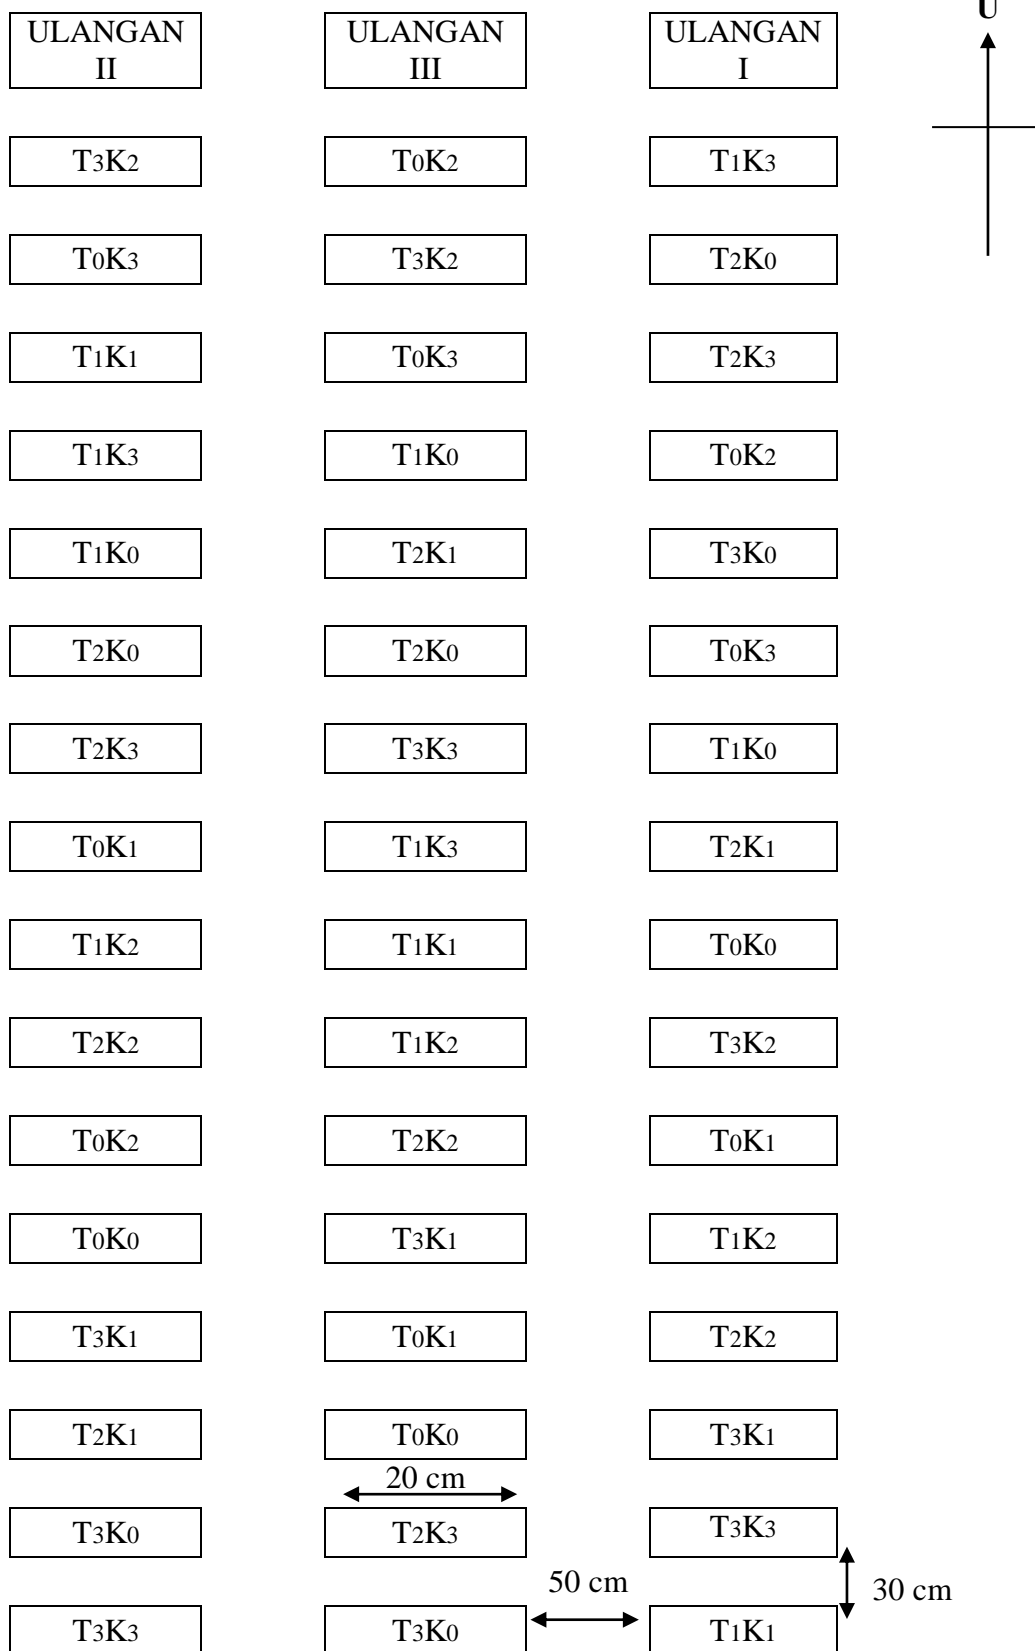 U
ULANGAN II
ULANGAN III
ULANGAN I
T3K2 T0K2 T1K3
T0K3 T3K2 T2K0
T1K1 T0K3 T2K3
T1K3 T1K0 T0K2
T1K0 T2K1 T3K0
T2K0 T2K0 T0K3
T2K3 T3K3 T1K0
T0K1 T1K3 T2K1
T1K2 T1K1 T0K0
T2K2 T1K2 T3K2
T0K2 T2K2 T0K1
T0K0 T3K1 T1K2
T3K1 T0K1 T2K2
T2K1 T0K0 T3K1
20 cm
T3K0 T2K3 T3K3
50 cm 30 cm
T3K3 T3K0 T1K1